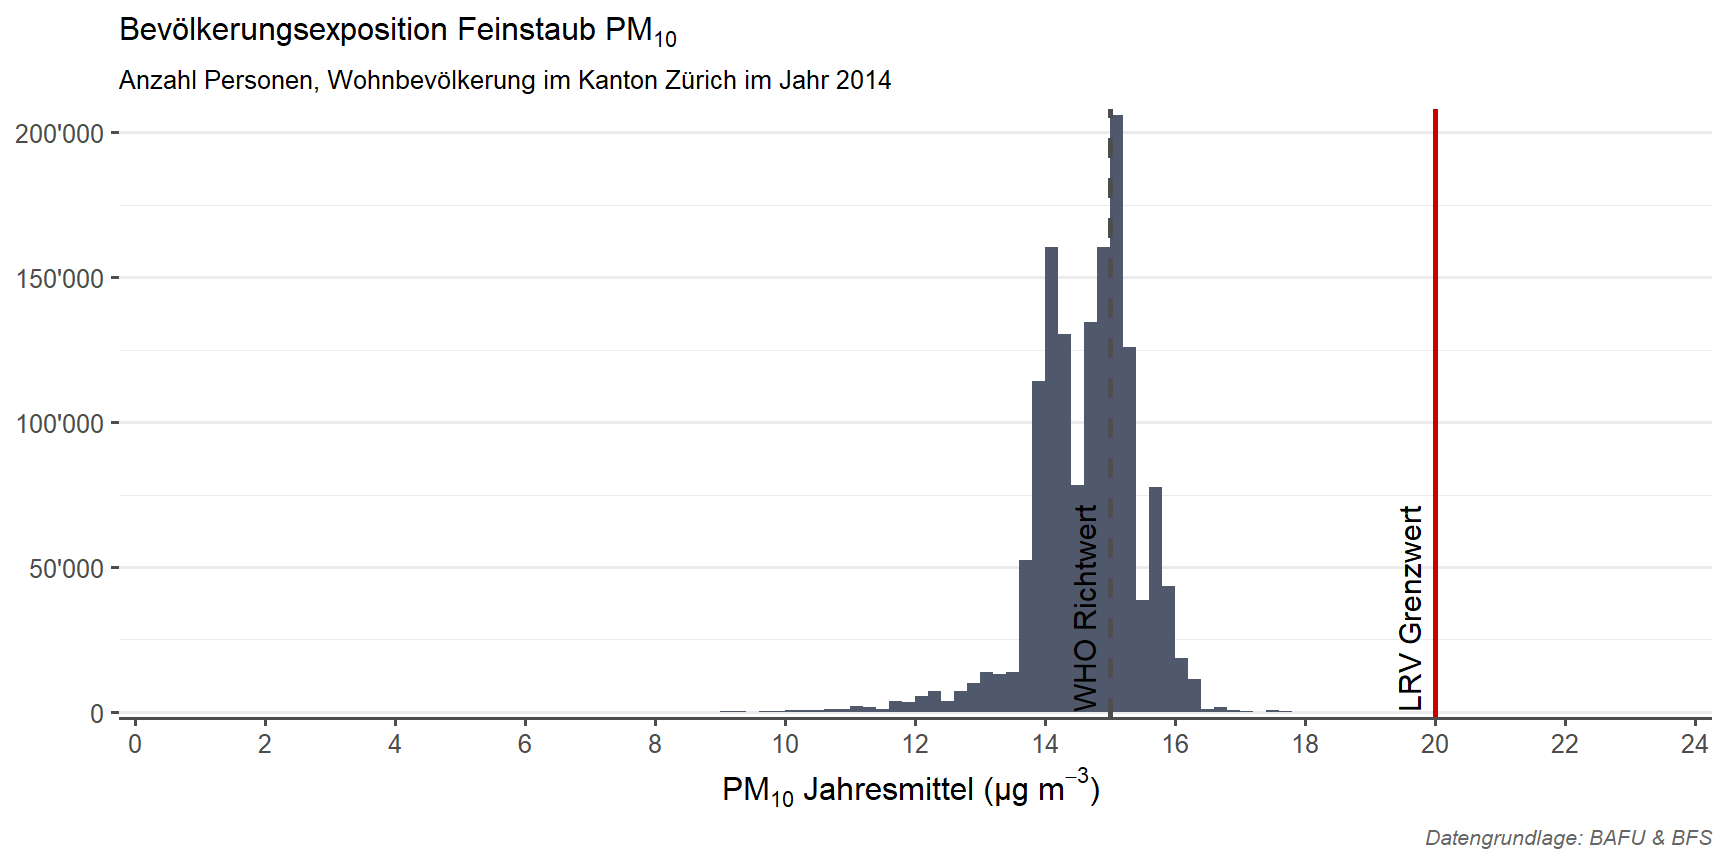 Bevölkerungsexposition Feinstaub PM₁₀
Anzahl Personen, Wohnbevölkerung im Kanton Zürich im Jahr 2014
200'000
150'000
100'000
50'000
0
WHO Richtwert
LRV Grenzwert
0 2 4 6 8 10 12 14 16 18 20 22 24
PM₁₀ Jahresmittel (µg m⁻³)
Datengrundlage: BAFU & BFS